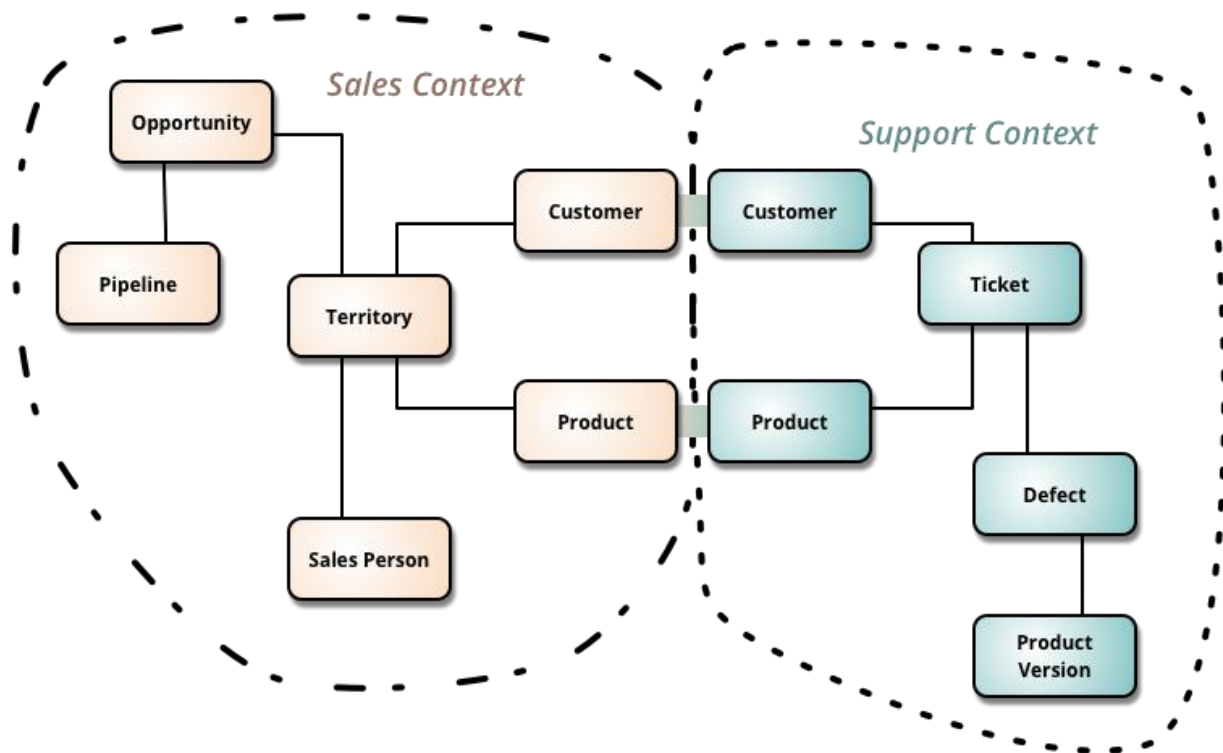 Sales Context
Opportunity
Support Context
Customer
Customer
Pipeline
Ticket
Territory
Product
Product
Defect
Sales Person
Product
Version